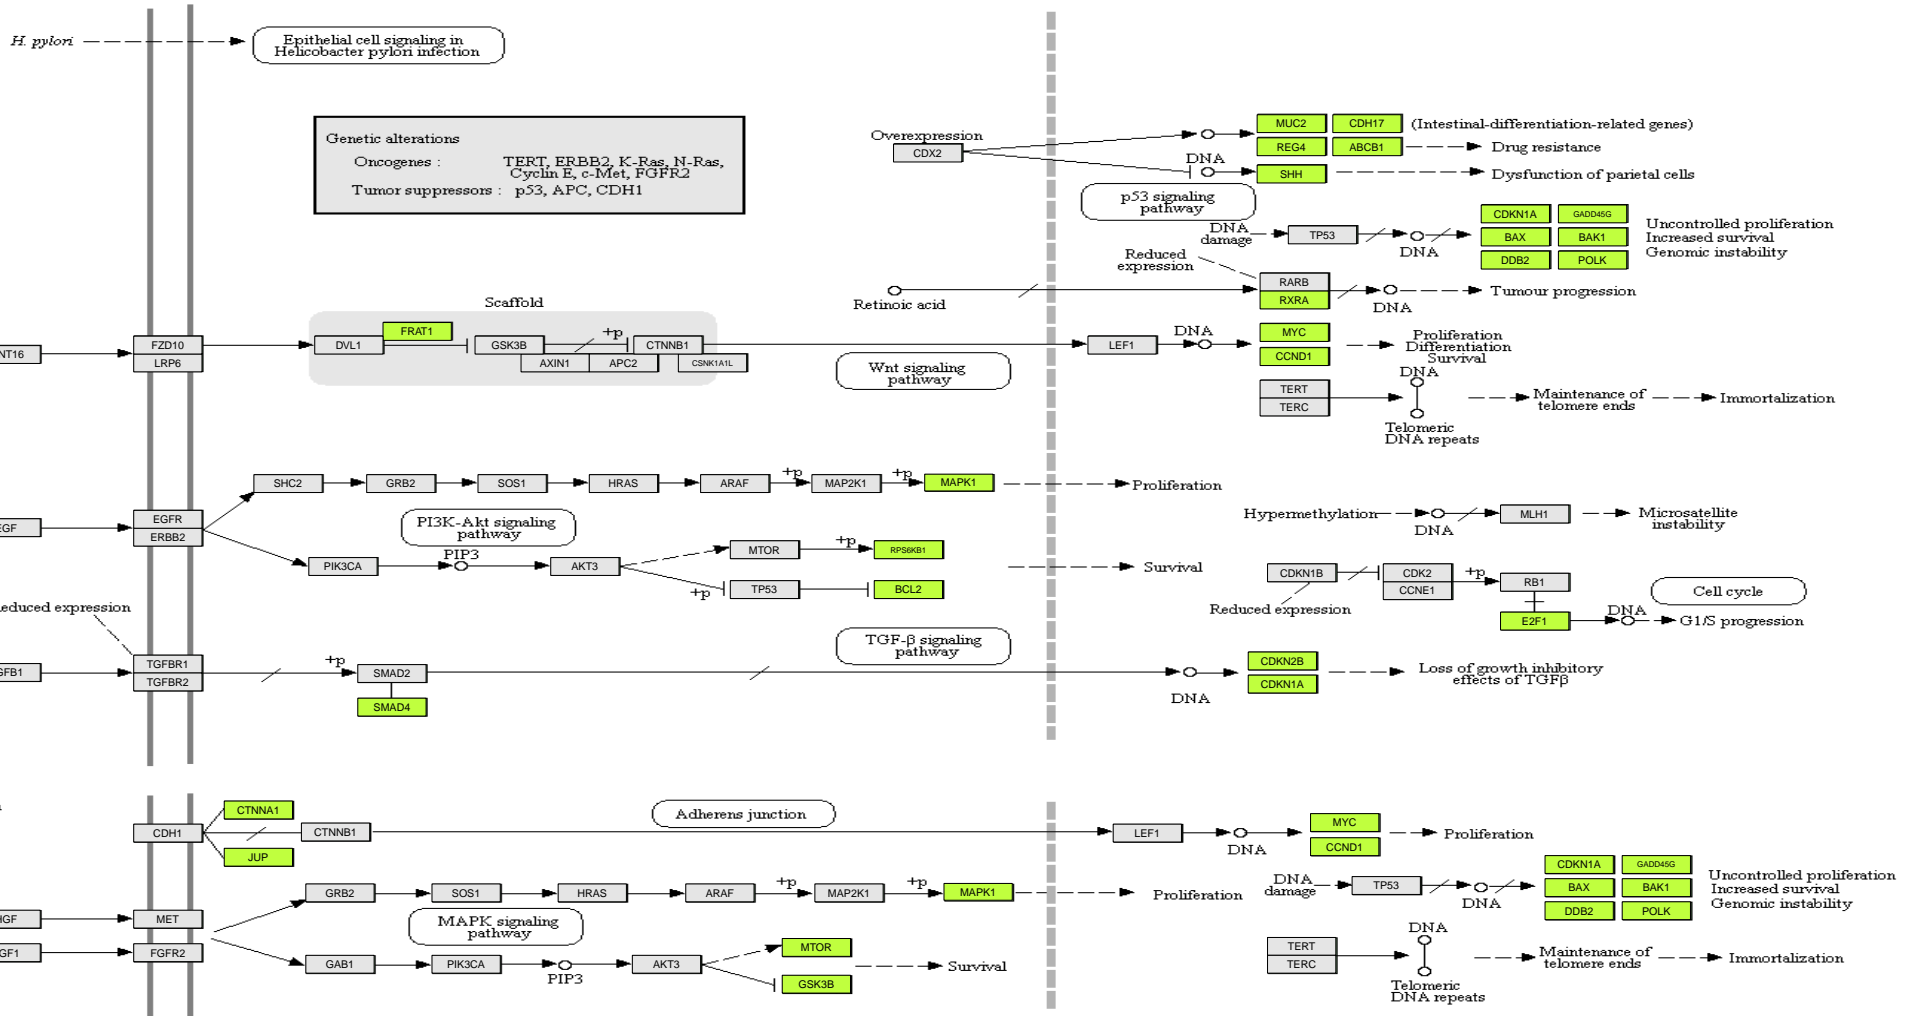 H. pylori
Epithelial cell signaling in
Helicobacter pylori infection
Genetic alterations
Oncogenes :
TERT, ERBB2, K-Ras, N-Ras,
Cyclin E, c-Met, FGFR2
Tumor suppressors : p53, APC, CDH1
Overexpression
CDX2
DNA
MUC2 CDH17 (Intestinal-differentiation-related genes)
REG4 ABCB1 Drug resistance
SHH Dysfunction of parietal cells
p53 signaling
pathway
DNA
damage
TP53
DNA
CDKN1A GADD45G
BAX BAK1
DDB2 POLK
Uncontrolled proliferation
Increased survival
Genomic instability
Reduced
expression
Retinoic acid
RARB
RXRA
DNA
Tumour progression
Scaffold
NT16
FZD10
LRP6
DVL1
FRAT1
GSK3B
+p
CTNNB1
AXIN1
APC2
CSNK1A1L
Wnt signaling
pathway
LEF1
DNA
MYC
CCND1
Proliferation
Differentiation
Survival
TERT
TERC
DNA
Telomeric
DNA repeats
Maintenance of
telomere ends
Immortalization
EGF
EGFR
ERBB2
SHC2
GRB2
SOS1
HRAS
ARAF
+p
MAP2K1
+p
MAPK1
Proliferation
PI3K-Akt signaling
pathway
PIK3CA
PIP3
AKT3
MTOR
+p
RPS6KB1
+p
TP53
BCL2
Survival
Hypermethylation
DNA
MLH1
Microsatellite
instability
CDKN1B
Reduced expression
CDK2
CCNE1
+p
RB1
E2F1
DNA
G1/S progression
Cell cycle
educed expression
GFB1
TGFBR1
TGFBR2
+p
SMAD2
SMAD4
TGF-β signaling
pathway
DNA
CDKN2B
CDKN1A
Loss of growth inhibitory
effects of TGFβ
CDH1
CTNNA1
CTNNB1
JUP
Adherens junction
LEF1
DNA
MYC
CCND1
Proliferation
HGF
GF1
MET
FGFR2
GRB2
SOS1
HRAS
ARAF
+p
MAP2K1
+p
MAPK1
Proliferation
MAPK signaling
pathway
GAB1
PIK3CA
PIP3
AKT3
MTOR
GSK3B
Survival
DNA
damage
TP53
DNA
CDKN1A GADD45G
BAX BAK1
DDB2 POLK
Uncontrolled proliferation
Increased survival
Genomic instability
TERT
TERC
DNA
Telomeric
DNA repeats
Maintenance of
telomere ends
Immortalization